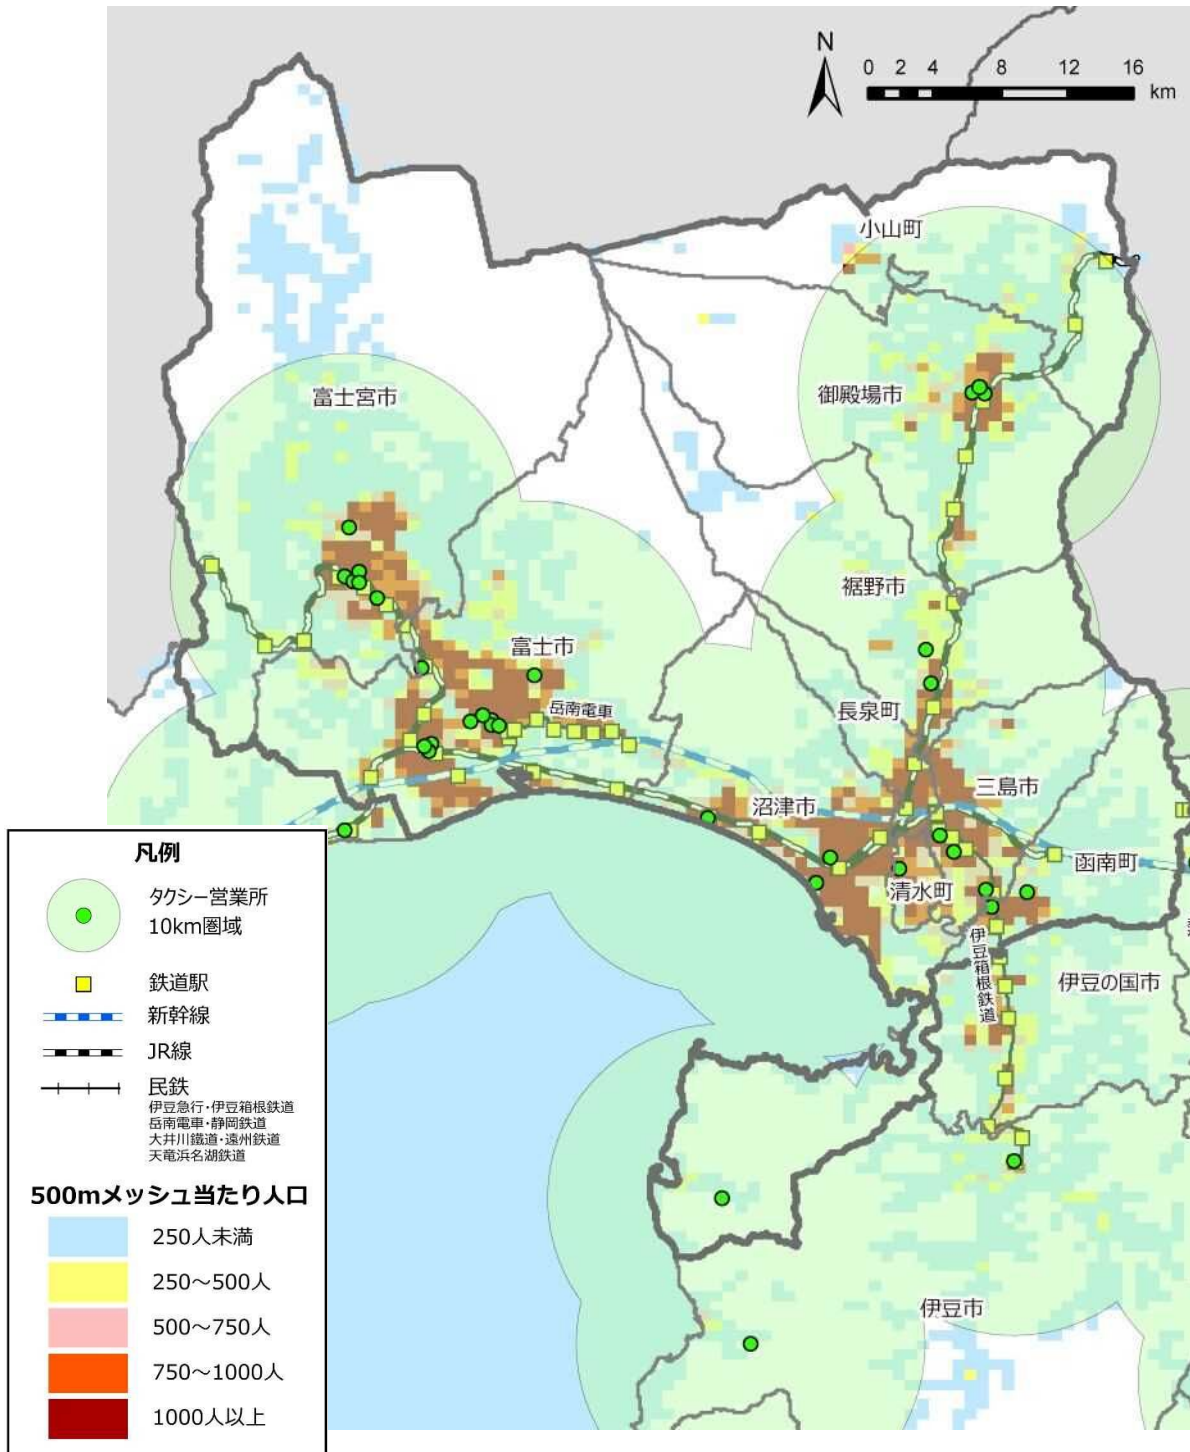 N
0 2 4 8 12 16
km
小山町
御殿場市
富士宮市
裾野市
富士市
岳南電車
長泉町
三島市
沼津市
函南町
清水町
伊豆箱根鉄道
伊豆の国市
伊豆市
凡例
タクシー営業所
10km圏域
鉄道駅
新幹線
JR線
民鉄
伊豆急行・伊豆箱根鉄道
岳南電車・静岡鉄道
大井川鐵道・遠州鉄道
天竜浜名湖鉄道
500mメッシュ当たり人口
250人未満
250～500人
500～750人
750～1000人
1000人以上